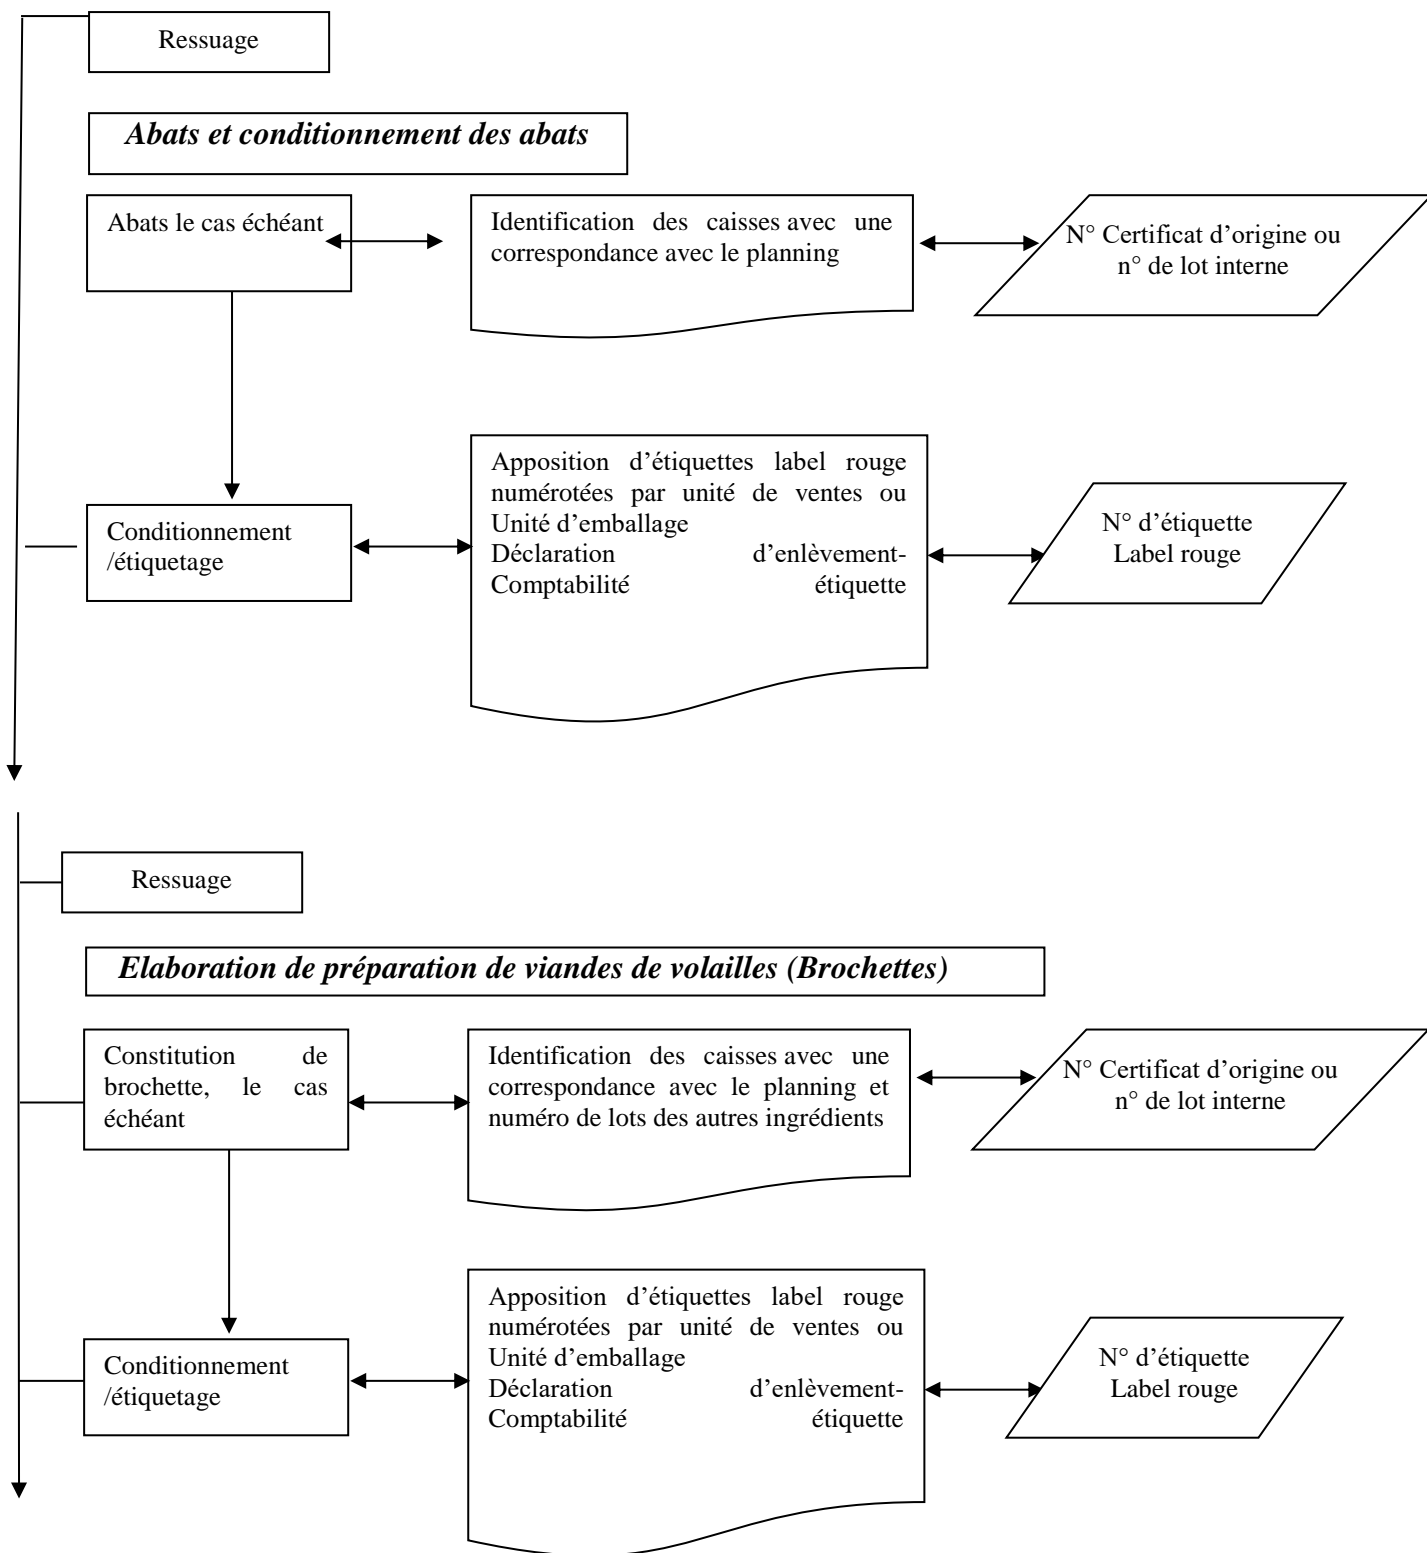 Ressuage
Abats et conditionnement des abats
Abats le cas échéant
Identification des caisses avec une
correspondance avec le planning
N° Certificat d'origine ou
n° de lot interne
Conditionnement
/étiquetage
Apposition d'étiquettes label rouge
numérotées par unité de ventes ou
Unité d'emballage
Déclaration d'enlèvement-
Comptabilité étiquette
N° d'étiquette
Label rouge
Ressuage
Elaboration de préparation de viandes de volailles (Brochettes)
Constitution de
brochette, le cas
échéant
Identification des caisses avec une
correspondance avec le planning et
numéro de lots des autres ingrédients
N° Certificat d'origine ou
n° de lot interne
Conditionnement
/étiquetage
Apposition d'étiquettes label rouge
numérotées par unité de ventes ou
Unité d'emballage
Déclaration d'enlèvement-
Comptabilité étiquette
N° d'étiquette
Label rouge